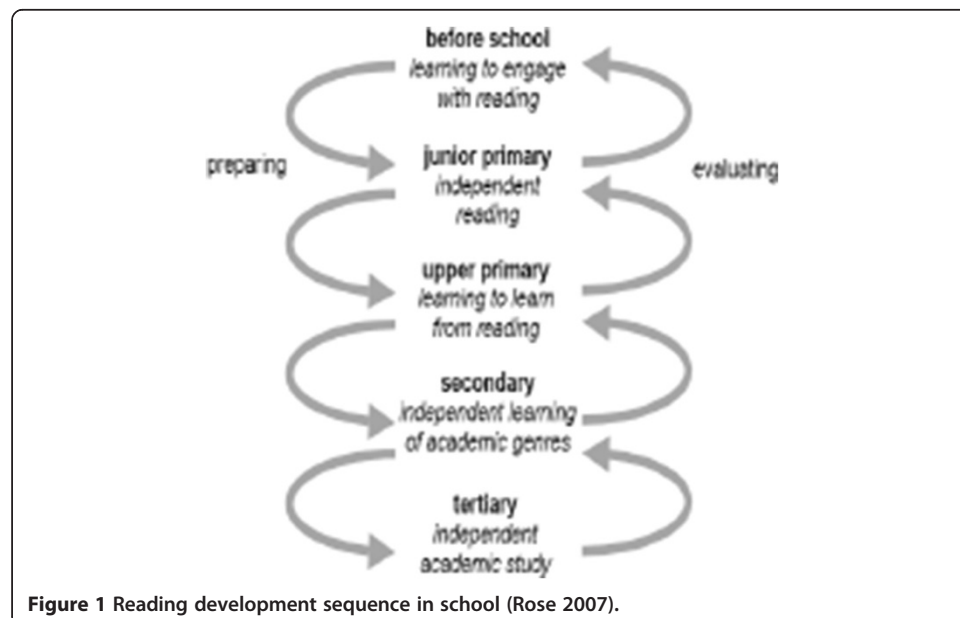 before school
learning to engage
with reading
preparing
junior primary
independent
reading
evaluating
upper primary
learning to learn
from reading
secondary
independent learning
of academic genres
tertiary
independent
academic study
Figure 1 Reading development sequence in school (Rose 2007).